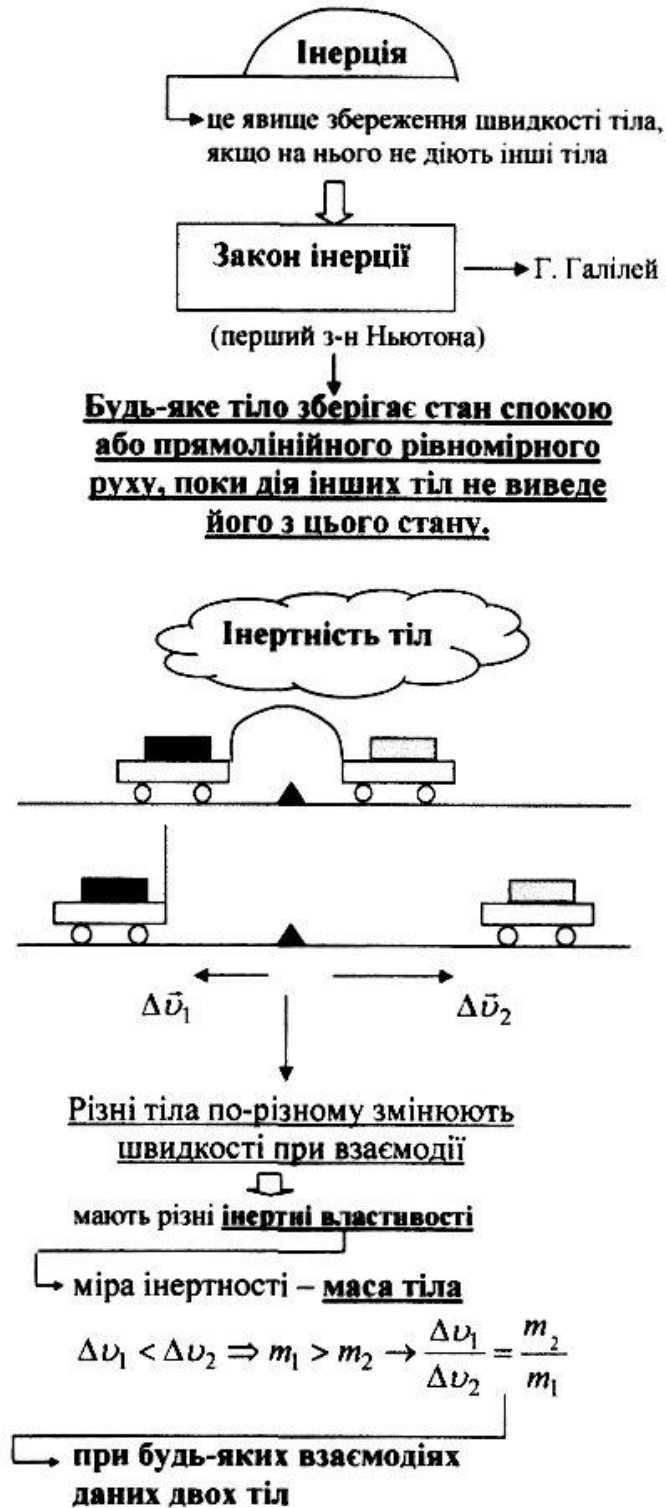 Інерція
це явище збереження швидкості тіла,
якщо на нього не діють інші тіла
Закон інерції
Г. Галілей
(перший з-н Ньютона)
Будь-яке тіло зберігає стан спокою
або прямолінійного рівномірного
руху, поки дія інших тіл не виведе
його з цього стану.
Інертність тіл
Δυ⃗₁ Δυ⃗₂
Різні тіла по-різному змінюють
швидкості при взаємодії
мають різні інертні властивості
міра інертності – маса тіла
Δυ₁ < Δυ₂ ⇒ m₁ > m₂ → Δυ₁/Δυ₂ = m₂/m₁
при будь-яких взаємодіях
даних двох тіл